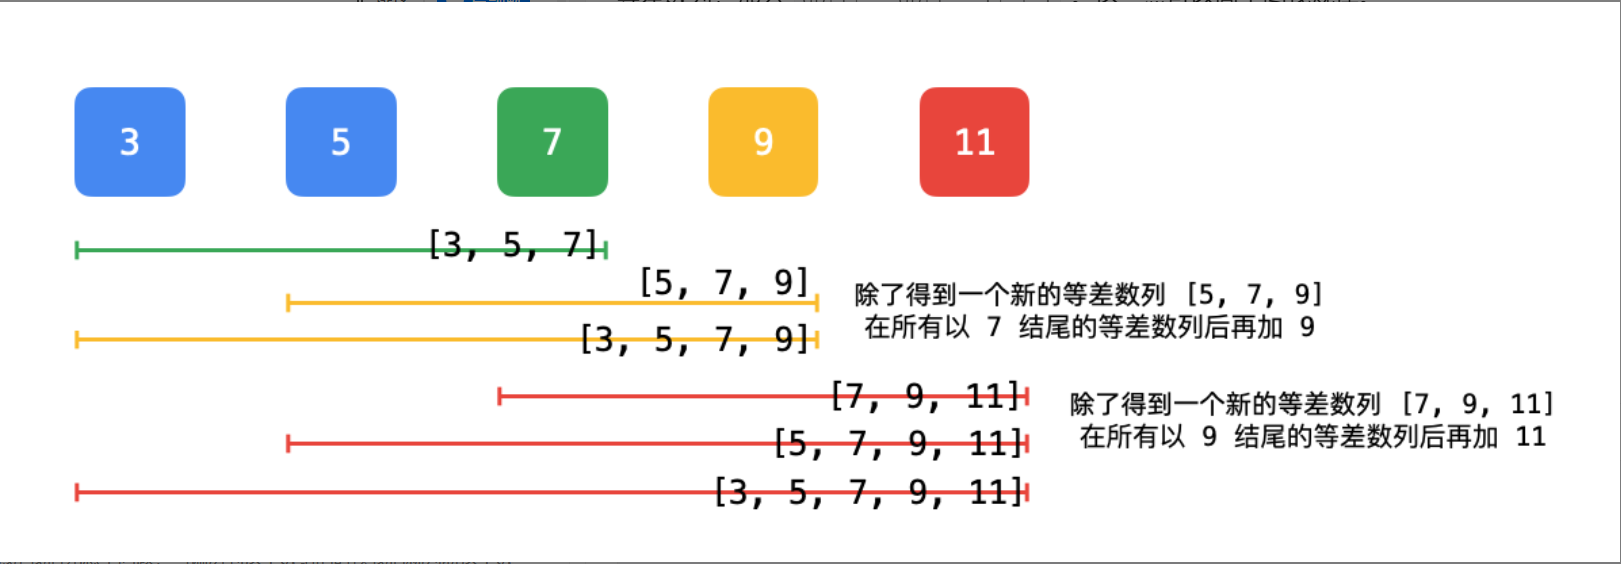 3
5
7
9
11
[3, 5, 7]
[5, 7, 9]
除了得到一个新的等差数列 [5, 7, 9]
在所有以 7 结尾的等差数列后再加 9
[3, 5, 7, 9]
[7, 9, 11]
除了得到一个新的等差数列 [7, 9, 11]
在所有以 9 结尾的等差数列后再加 11
[5, 7, 9, 11]
[3, 5, 7, 9, 11]